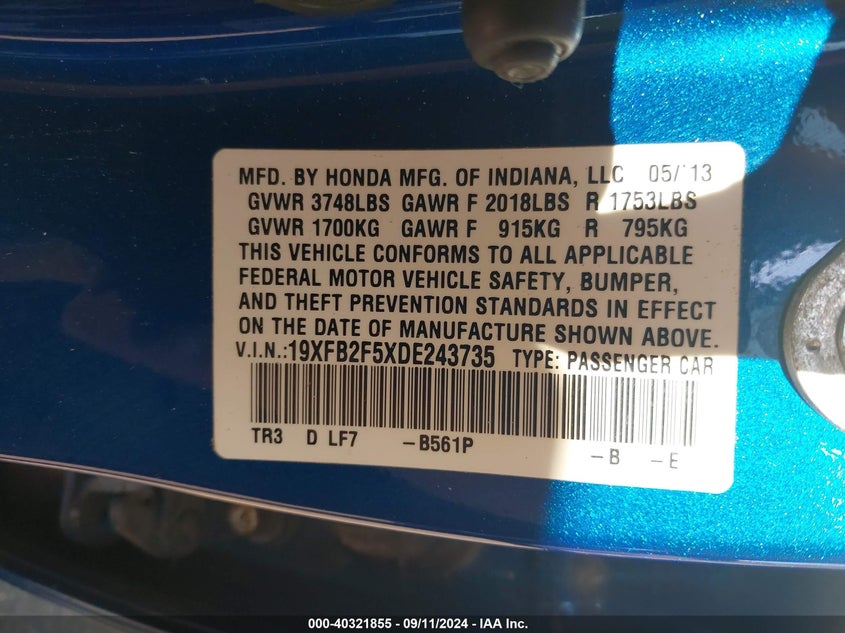 MFD. BY HONDA MFG. OF INDIANA, LLC 05/'13
GVWR 3748LBS GAWR F 2018LBS R 1753LBS
GVWR 1700KG GAWR F 915KG R 795KG
THIS VEHICLE CONFORMS TO ALL APPLICABLE
FEDERAL MOTOR VEHICLE SAFETY, BUMPER,
AND THEFT PREVENTION STANDARDS IN EFFECT
ON THE DATE OF MANUFACTURE SHOWN ABOVE.
V.I.N.:19XFB2F5XDE243735 TYPE: PASSENGER CAR
TR3 D LF7 -B561P -B -E
000-40321855 - 09/11/2024 - IAA Inc.